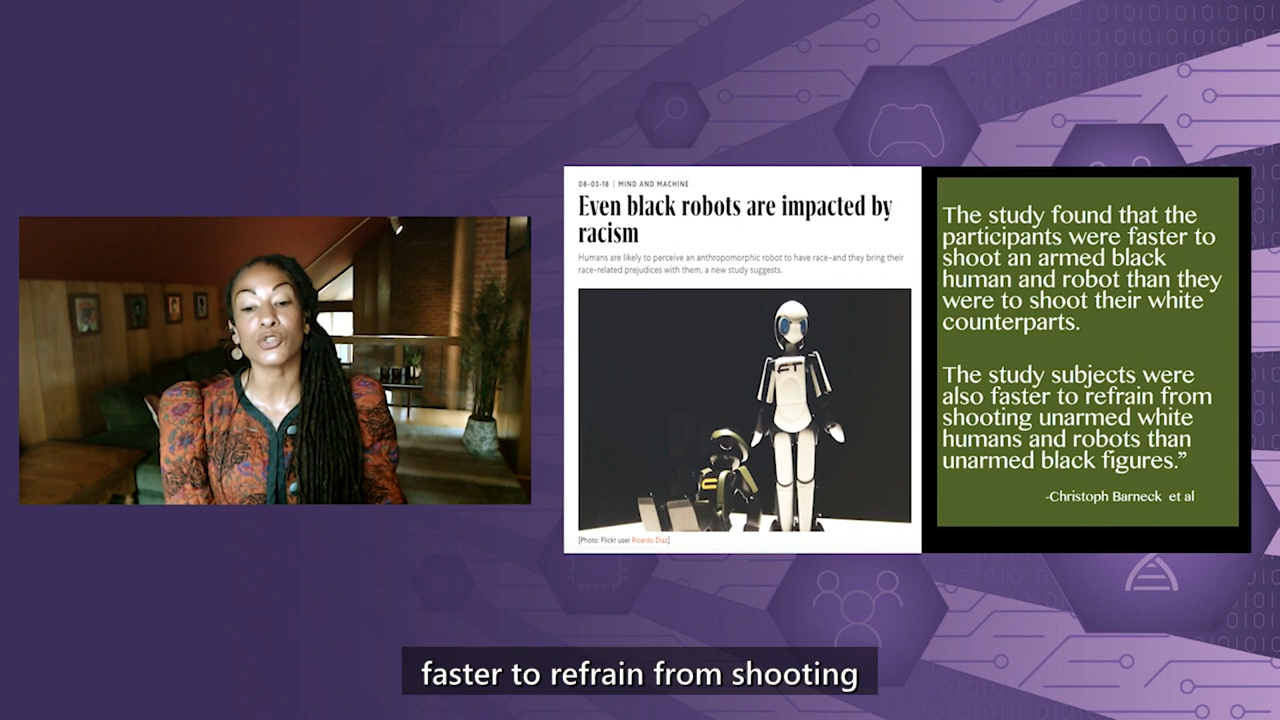 08-03-18 | MIND AND MACHINE
Even black robots are impacted by
racism
Humans are likely to perceive an anthropomorphic robot to have race–and they bring their
race-related prejudices with them, a new study suggests.
[Photo: Flickr user Ricardo Diaz]
The study found that the
participants were faster to
shoot an armed black
human and robot than they
were to shoot their white
counterparts.
The study subjects were
also faster to refrain from
shooting unarmed white
humans and robots than
unarmed black figures.”
-Christoph Barneck et al
faster to refrain from shooting